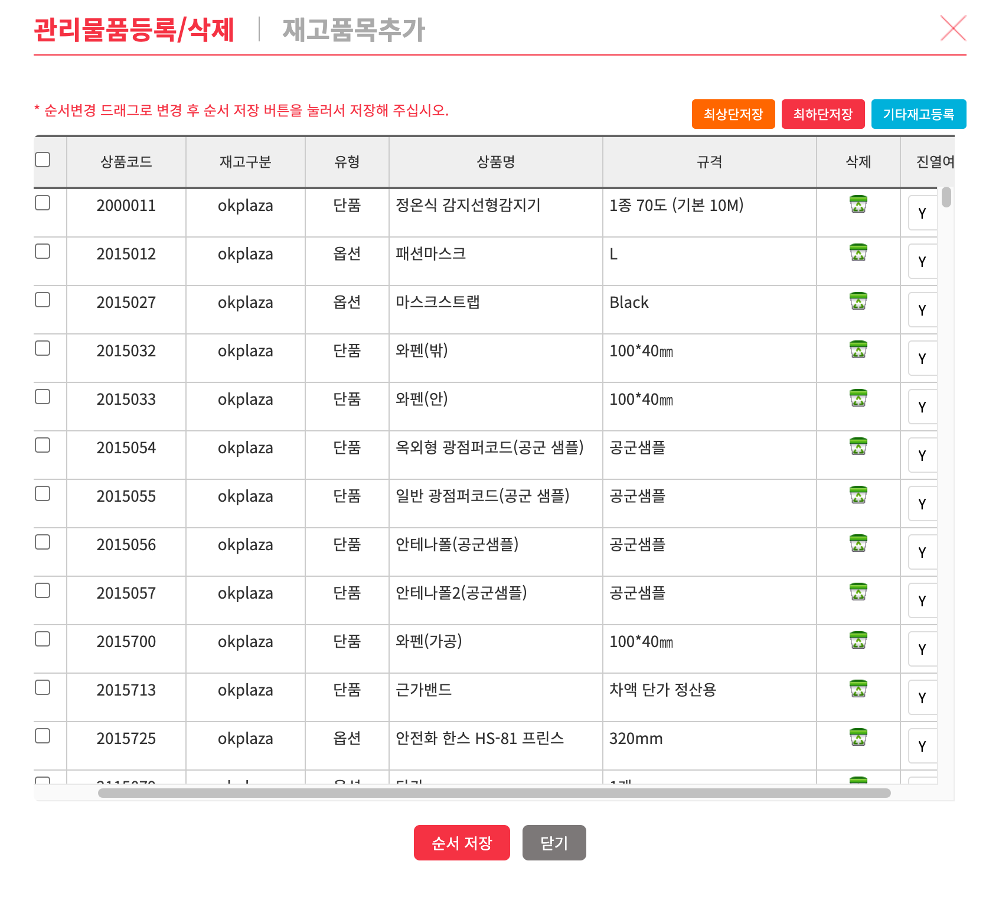 관리물품등록/삭제 재고품목추가
* 순서변경 드래그로 변경 후 순서 저장 버튼을 눌러서 저장해 주십시오.
최상단저장 최하단저장 기타재고등록
상품코드 재고구분 유형 상품명 규격 삭제 진열여
2000011 okplaza 단품 정온식 감지선형감지기 1종 70도 (기본 10M) Y
2015012 okplaza 옵션 패션마스크 L Y
2015027 okplaza 옵션 마스크스트랩 Black Y
2015032 okplaza 단품 와펜(밖) 100*40㎜ Y
2015033 okplaza 단품 와펜(안) 100*40㎜ Y
2015054 okplaza 단품 옥외형 광점퍼코드(공군 샘플) 공군샘플 Y
2015055 okplaza 단품 일반 광점퍼코드(공군 샘플) 공군샘플 Y
2015056 okplaza 단품 안테나폴(공군샘플) 공군샘플 Y
2015057 okplaza 단품 안테나폴2(공군샘플) 공군샘플 Y
2015700 okplaza 단품 와펜(가공) 100*40㎜ Y
2015713 okplaza 단품 근가밴드 차액 단가 정산용 Y
2015725 okplaza 옵션 안전화 한스 HS-81 프린스 320mm Y
순서 저장 닫기